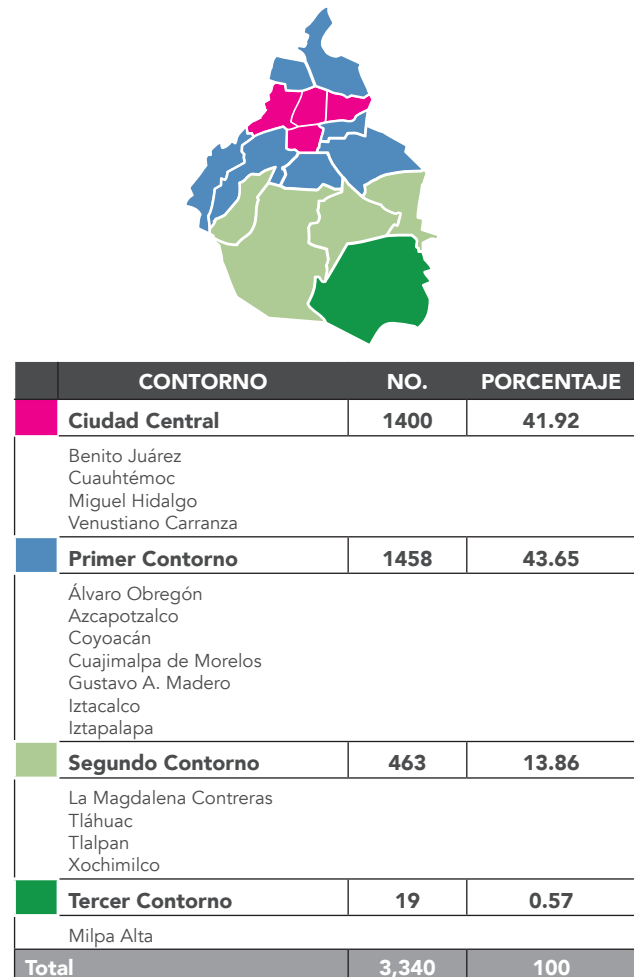 CONTORNO NO. PORCENTAJE
Ciudad Central 1400 41.92
Benito Juárez
Cuauhtémoc
Miguel Hidalgo
Venustiano Carranza
Primer Contorno 1458 43.65
Álvaro Obregón
Azcapotzalco
Coyoacán
Cuajimalpa de Morelos
Gustavo A. Madero
Iztacalco
Iztapalapa
Segundo Contorno 463 13.86
La Magdalena Contreras
Tláhuac
Tlalpan
Xochimilco
Tercer Contorno 19 0.57
Milpa Alta
Total 3,340 100